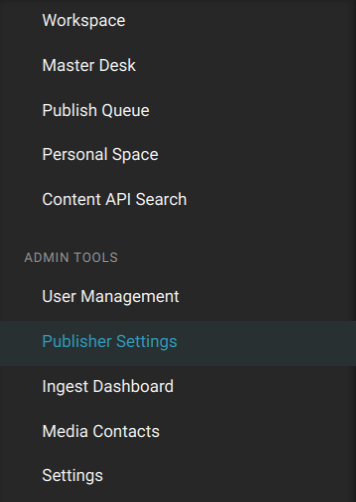 Workspace
Master Desk
Publish Queue
Personal Space
Content API Search
ADMIN TOOLS
User Management
Publisher Settings
Ingest Dashboard
Media Contacts
Settings